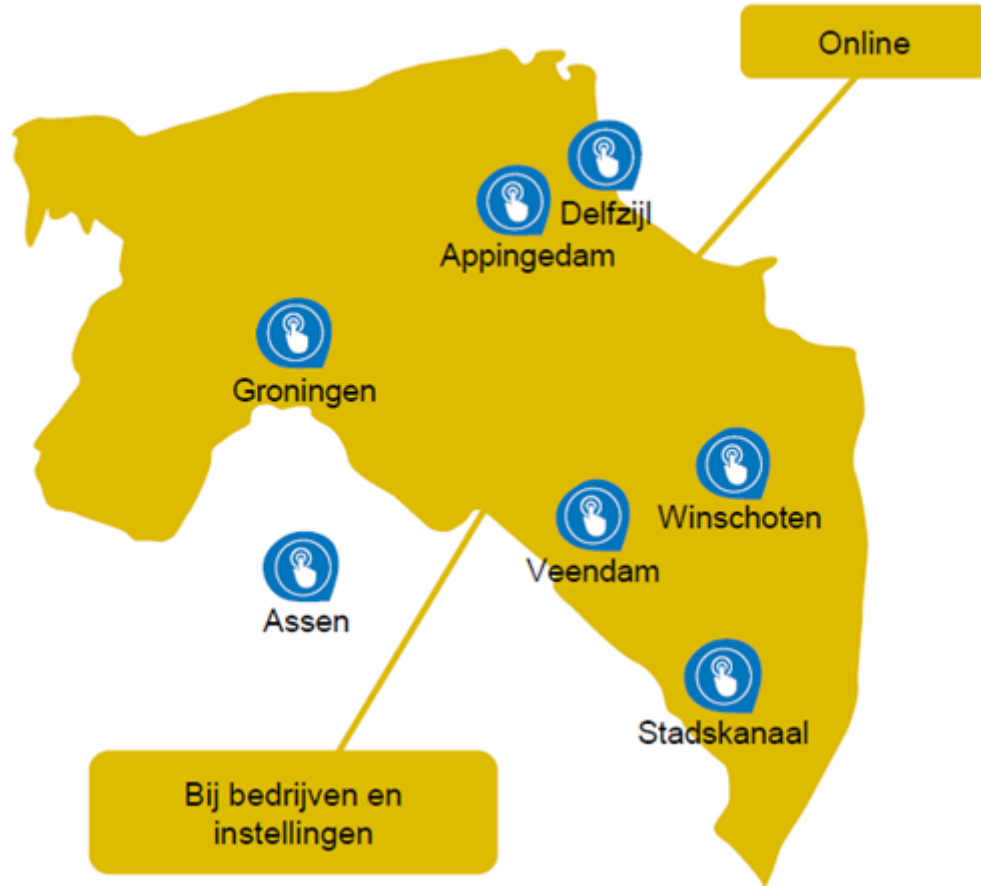 Online
Delfzijl
Appingedam
Groningen
Winschoten
Veendam
Assen
Stadskanaal
Bij bedrijven en
instellingen